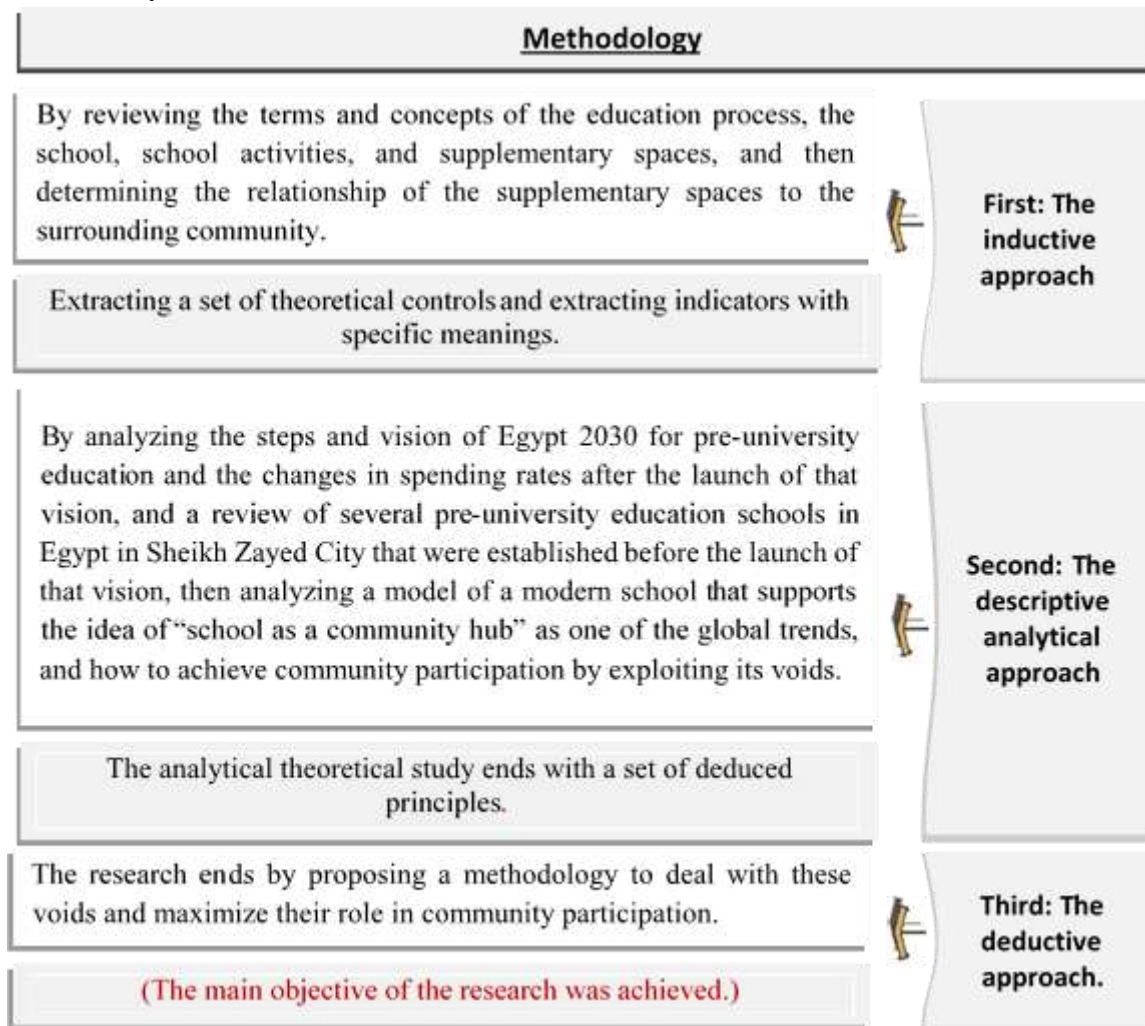 Methodology
By reviewing the terms and concepts of the education process, the
school, school activities, and supplementary spaces, and then
determining the relationship of the supplementary spaces to the
surrounding community.
First: The
inductive
approach
Extracting a set of theoretical controls and extracting indicators with
specific meanings.
By analyzing the steps and vision of Egypt 2030 for pre-university
education and the changes in spending rates after the launch of that
vision, and a review of several pre-university education schools in
Egypt in Sheikh Zayed City that were established before the launch of
that vision, then analyzing a model of a modern school that supports
the idea of “school as a community hub” as one of the global trends,
and how to achieve community participation by exploiting its voids.
Second: The
descriptive
analytical
approach
The analytical theoretical study ends with a set of deduced
principles.
The research ends by proposing a methodology to deal with these
voids and maximize their role in community participation.
Third: The
deductive
approach.
(The main objective of the research was achieved.)